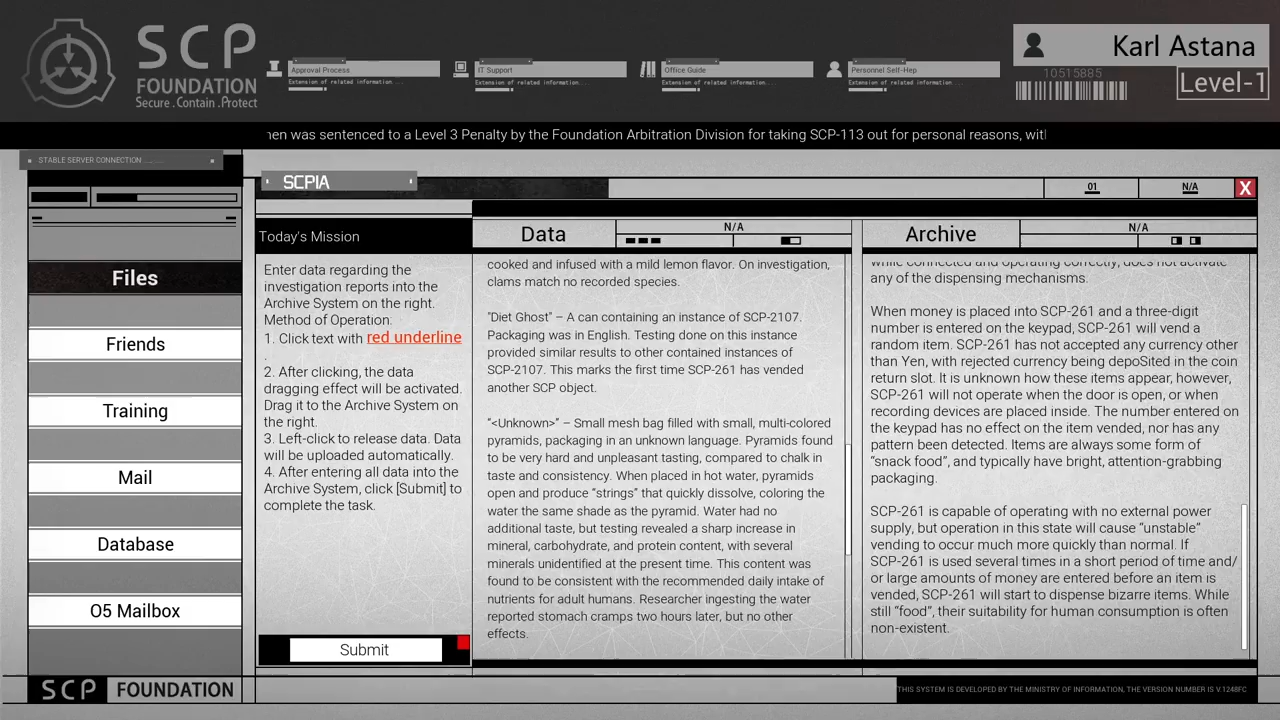 SCP
FOUNDATION
Secure .Contain .Protect
Approval Process
Extension of related information...
IT Support
Extension of related information...
Office Guide
Extension of related information....
Personnel Self-Hep
Extension of related information....
Karl Astana
10515885
Level-1
nen was sentenced to a Level 3 Penalty by the Foundation Arbitration Division for taking SCP-113 out for personal reasons, wit
STABLE SERVER CONNECTION .......
SCPIA
01
N/A
X
Files
Friends
Training
Mail
Database
O5 Mailbox
Today's Mission
Enter data regarding the
investigation reports into the
Archive System on the right.
Method of Operation:
1. Click text with red underline
.
2. After clicking, the data
dragging effect will be activated.
Drag it to the Archive System on
the right.
3. Left-click to release data. Data
will be uploaded automatically.
4. After entering all data into the
Archive System, click [Submit] to
complete the task.
Submit
Data
N/A
cooked and infused with a mild lemon flavor. On investigation,
clams match no recorded species.
"Diet Ghost" – A can containing an instance of SCP-2107.
Packaging was in English. Testing done on this instance
provided similar results to other contained instances of
SCP-2107. This marks the first time SCP-261 has vended
another SCP object.
"<Unknown>” – Small mesh bag filled with small, multi-colored
pyramids, packaging in an unknown language. Pyramids found
to be very hard and unpleasant tasting, compared to chalk in
taste and consistency. When placed in hot water, pyramids
open and produce “strings” that quickly dissolve, coloring the
water the same shade as the pyramid. Water had no
additional taste, but testing revealed a sharp increase in
mineral, carbohydrate, and protein content, with several
minerals unidentified at the present time. This content was
found to be consistent with the recommended daily intake of
nutrients for adult humans. Researcher ingesting the water
reported stomach cramps two hours later, but no other
effects.
Archive
N/A
while connected and operating correctly, does not activate
any of the dispensing mechanisms.
When money is placed into SCP-261 and a three-digit
number is entered on the keypad, SCP-261 will vend a
random item. SCP-261 has not accepted any currency other
than Yen, with rejected currency being depoSited in the coin
return slot. It is unknown how these items appear, however,
SCP-261 will not operate when the door is open, or when
recording devices are placed inside. The number entered on
the keypad has no effect on the item vended, nor has any
pattern been detected. Items are always some form of
“snack food”, and typically have bright, attention-grabbing
packaging.
SCP-261 is capable of operating with no external power
supply, but operation in this state will cause “unstable”
vending to occur much more quickly than normal. If
SCP-261 is used several times in a short period of time and/
or large amounts of money are entered before an item is
vended, SCP-261 will start to dispense bizarre items. While
still “food”, their suitability for human consumption is often
non-existent.
SCP FOUNDATION
THIS SYSTEM IS DEVELOPED BY THE MINISTRY OF INFORMATION, THE VERSION NUMBER IS V.1248FC